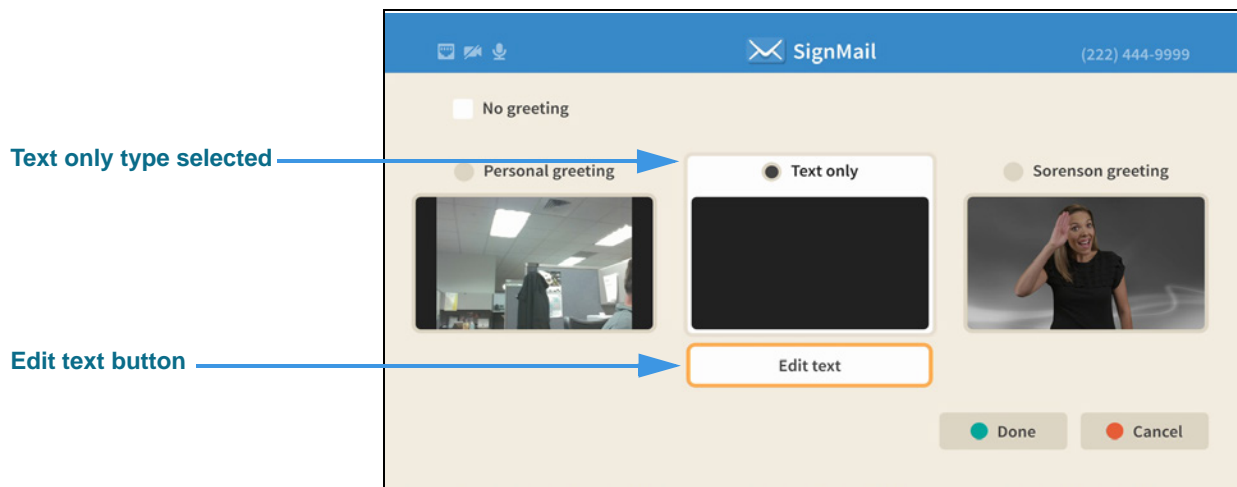 SignMail
(222) 444-9999
No greeting
Text only type selected
Personal greeting
Text only
Sorenson greeting
Edit text button
Edit text
Done
Cancel